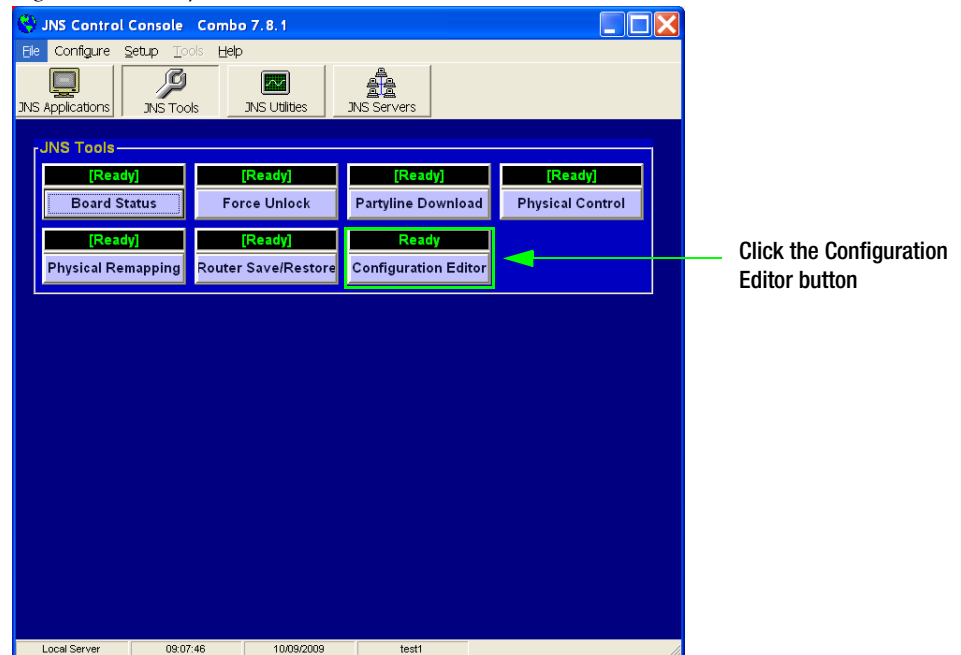 JNS Control Console Combo 7.8.1
File Configure Setup Tools Help
JNS Applications JNS Tools JNS Utilities JNS Servers
JNS Tools
[Ready] [Ready] [Ready] [Ready]
Board Status Force Unlock Partyline Download Physical Control
[Ready] [Ready] Ready
Physical Remapping Router Save/Restore Configuration Editor
Click the Configuration
Editor button
Local Server 09:07:46 10/09/2009 test1